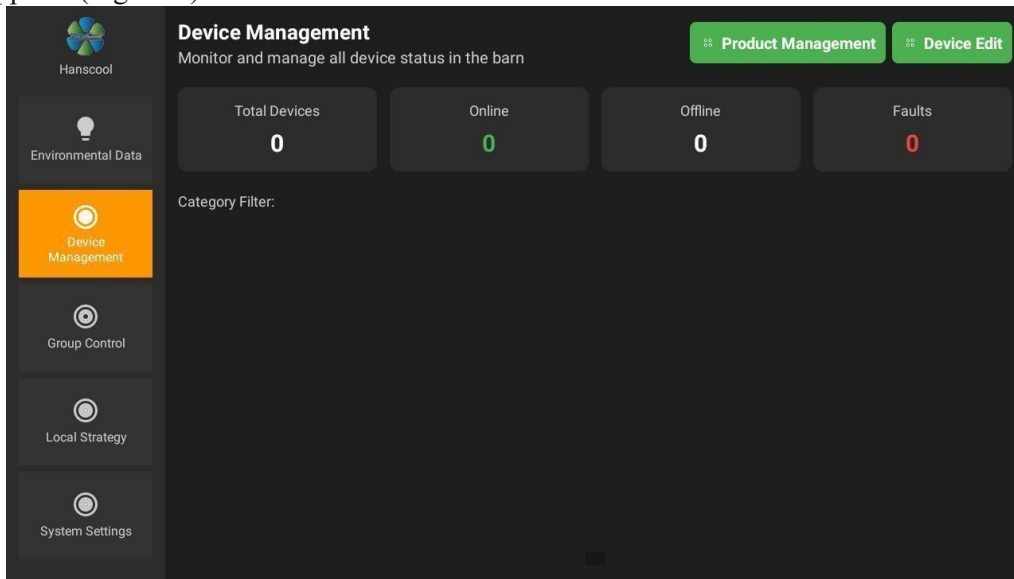 Hanscool
Device Management
Monitor and manage all device status in the barn
Product Management
Device Edit
Total Devices
0
Online
0
Offline
0
Faults
0
Category Filter:
Environmental Data
Device
Management
Group Control
Local Strategy
System Settings